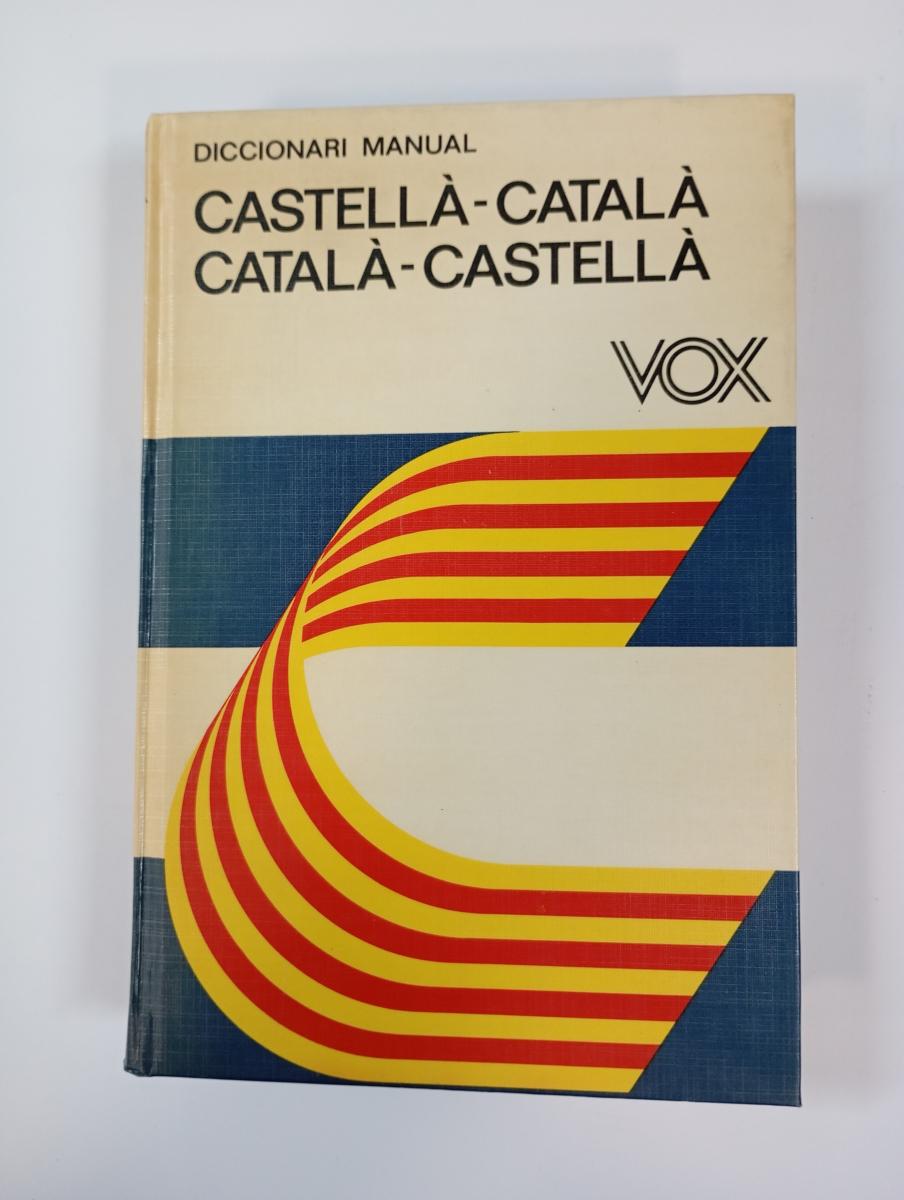 DICCIONARI MANUAL
CASTELLÀ-CATALÀ
CATALÀ-CASTELLÀ
VOX